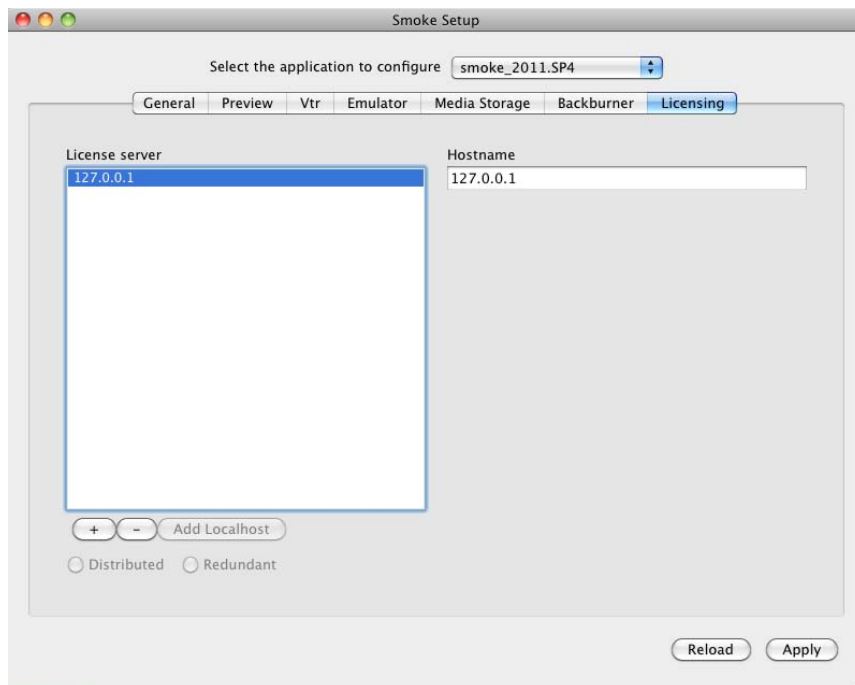 Smoke Setup
Select the application to configure smoke_2011.SP4
General Preview Vtr Emulator Media Storage Backburner Licensing
License server
127.0.0.1
Hostname
127.0.0.1
+ - Add Localhost
Distributed Redundant
Reload Apply